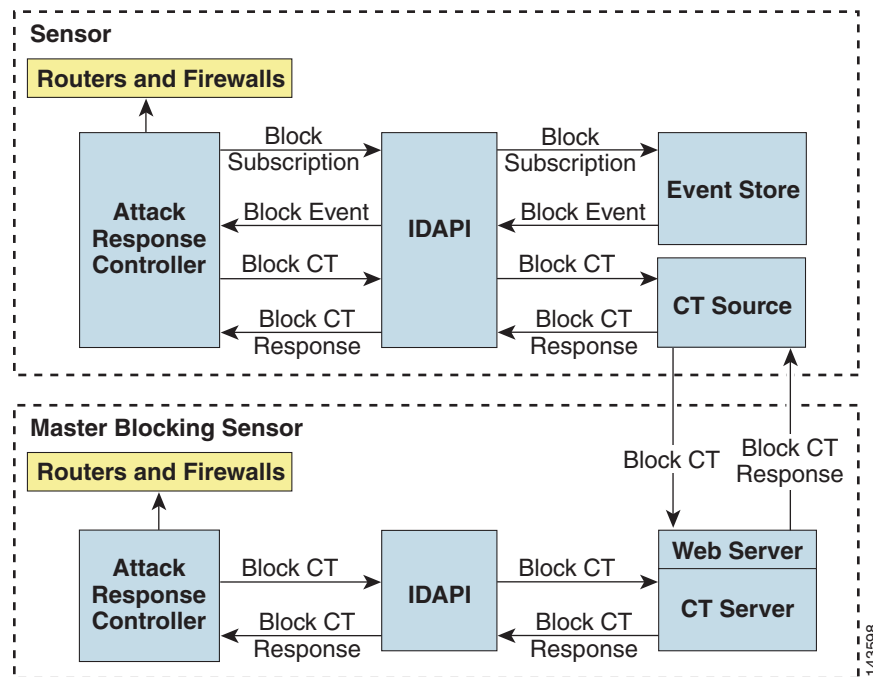 Sensor
Routers and Firewalls
Attack
Response
Controller
Block
Subscription
Block Event
Block CT
Block CT
Response
IDAPI
Block
Subscription
Block Event
Block CT
Block CT
Response
Event Store
CT Source
Block CT
Block CT
Response
Master Blocking Sensor
Routers and Firewalls
Attack
Response
Controller
Block CT
Block CT
Response
IDAPI
Block CT
Block CT
Response
Web Server
CT Server
143598